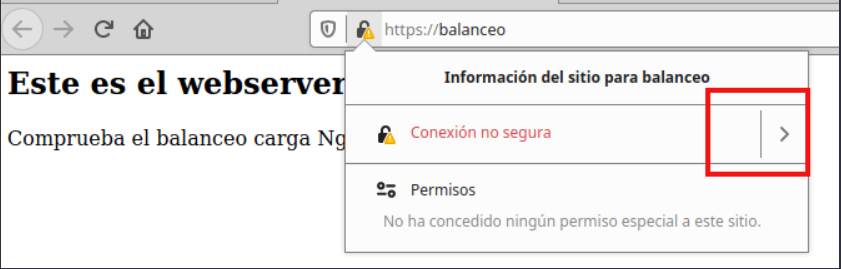 https://balanceo
Este es el webserver
Información del sitio para balanceo
Conexión no segura
Comprueba el balanceo carga Ng
Permisos
No ha concedido ningún permiso especial a este sitio.